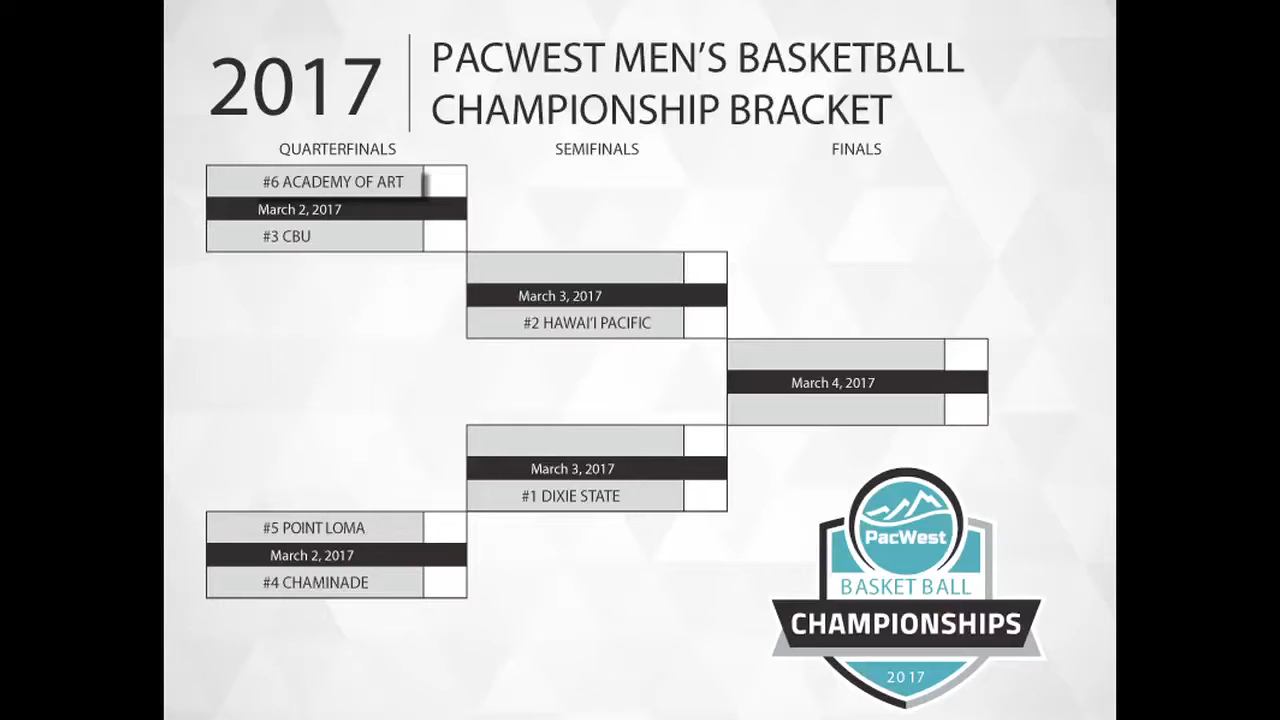 2017
PACWEST MEN'S BASKETBALL
CHAMPIONSHIP BRACKET
QUARTERFINALS
SEMIFINALS
FINALS
#6 ACADEMY OF ART
March 2, 2017
#3 CBU
March 3, 2017
#2 HAWAI'I PACIFIC
March 4, 2017
March 3, 2017
#1 DIXIE STATE
#5 POINT LOMA
March 2, 2017
#4 CHAMINADE
PacWest
BASKETBALL
CHAMPIONSHIPS
2017